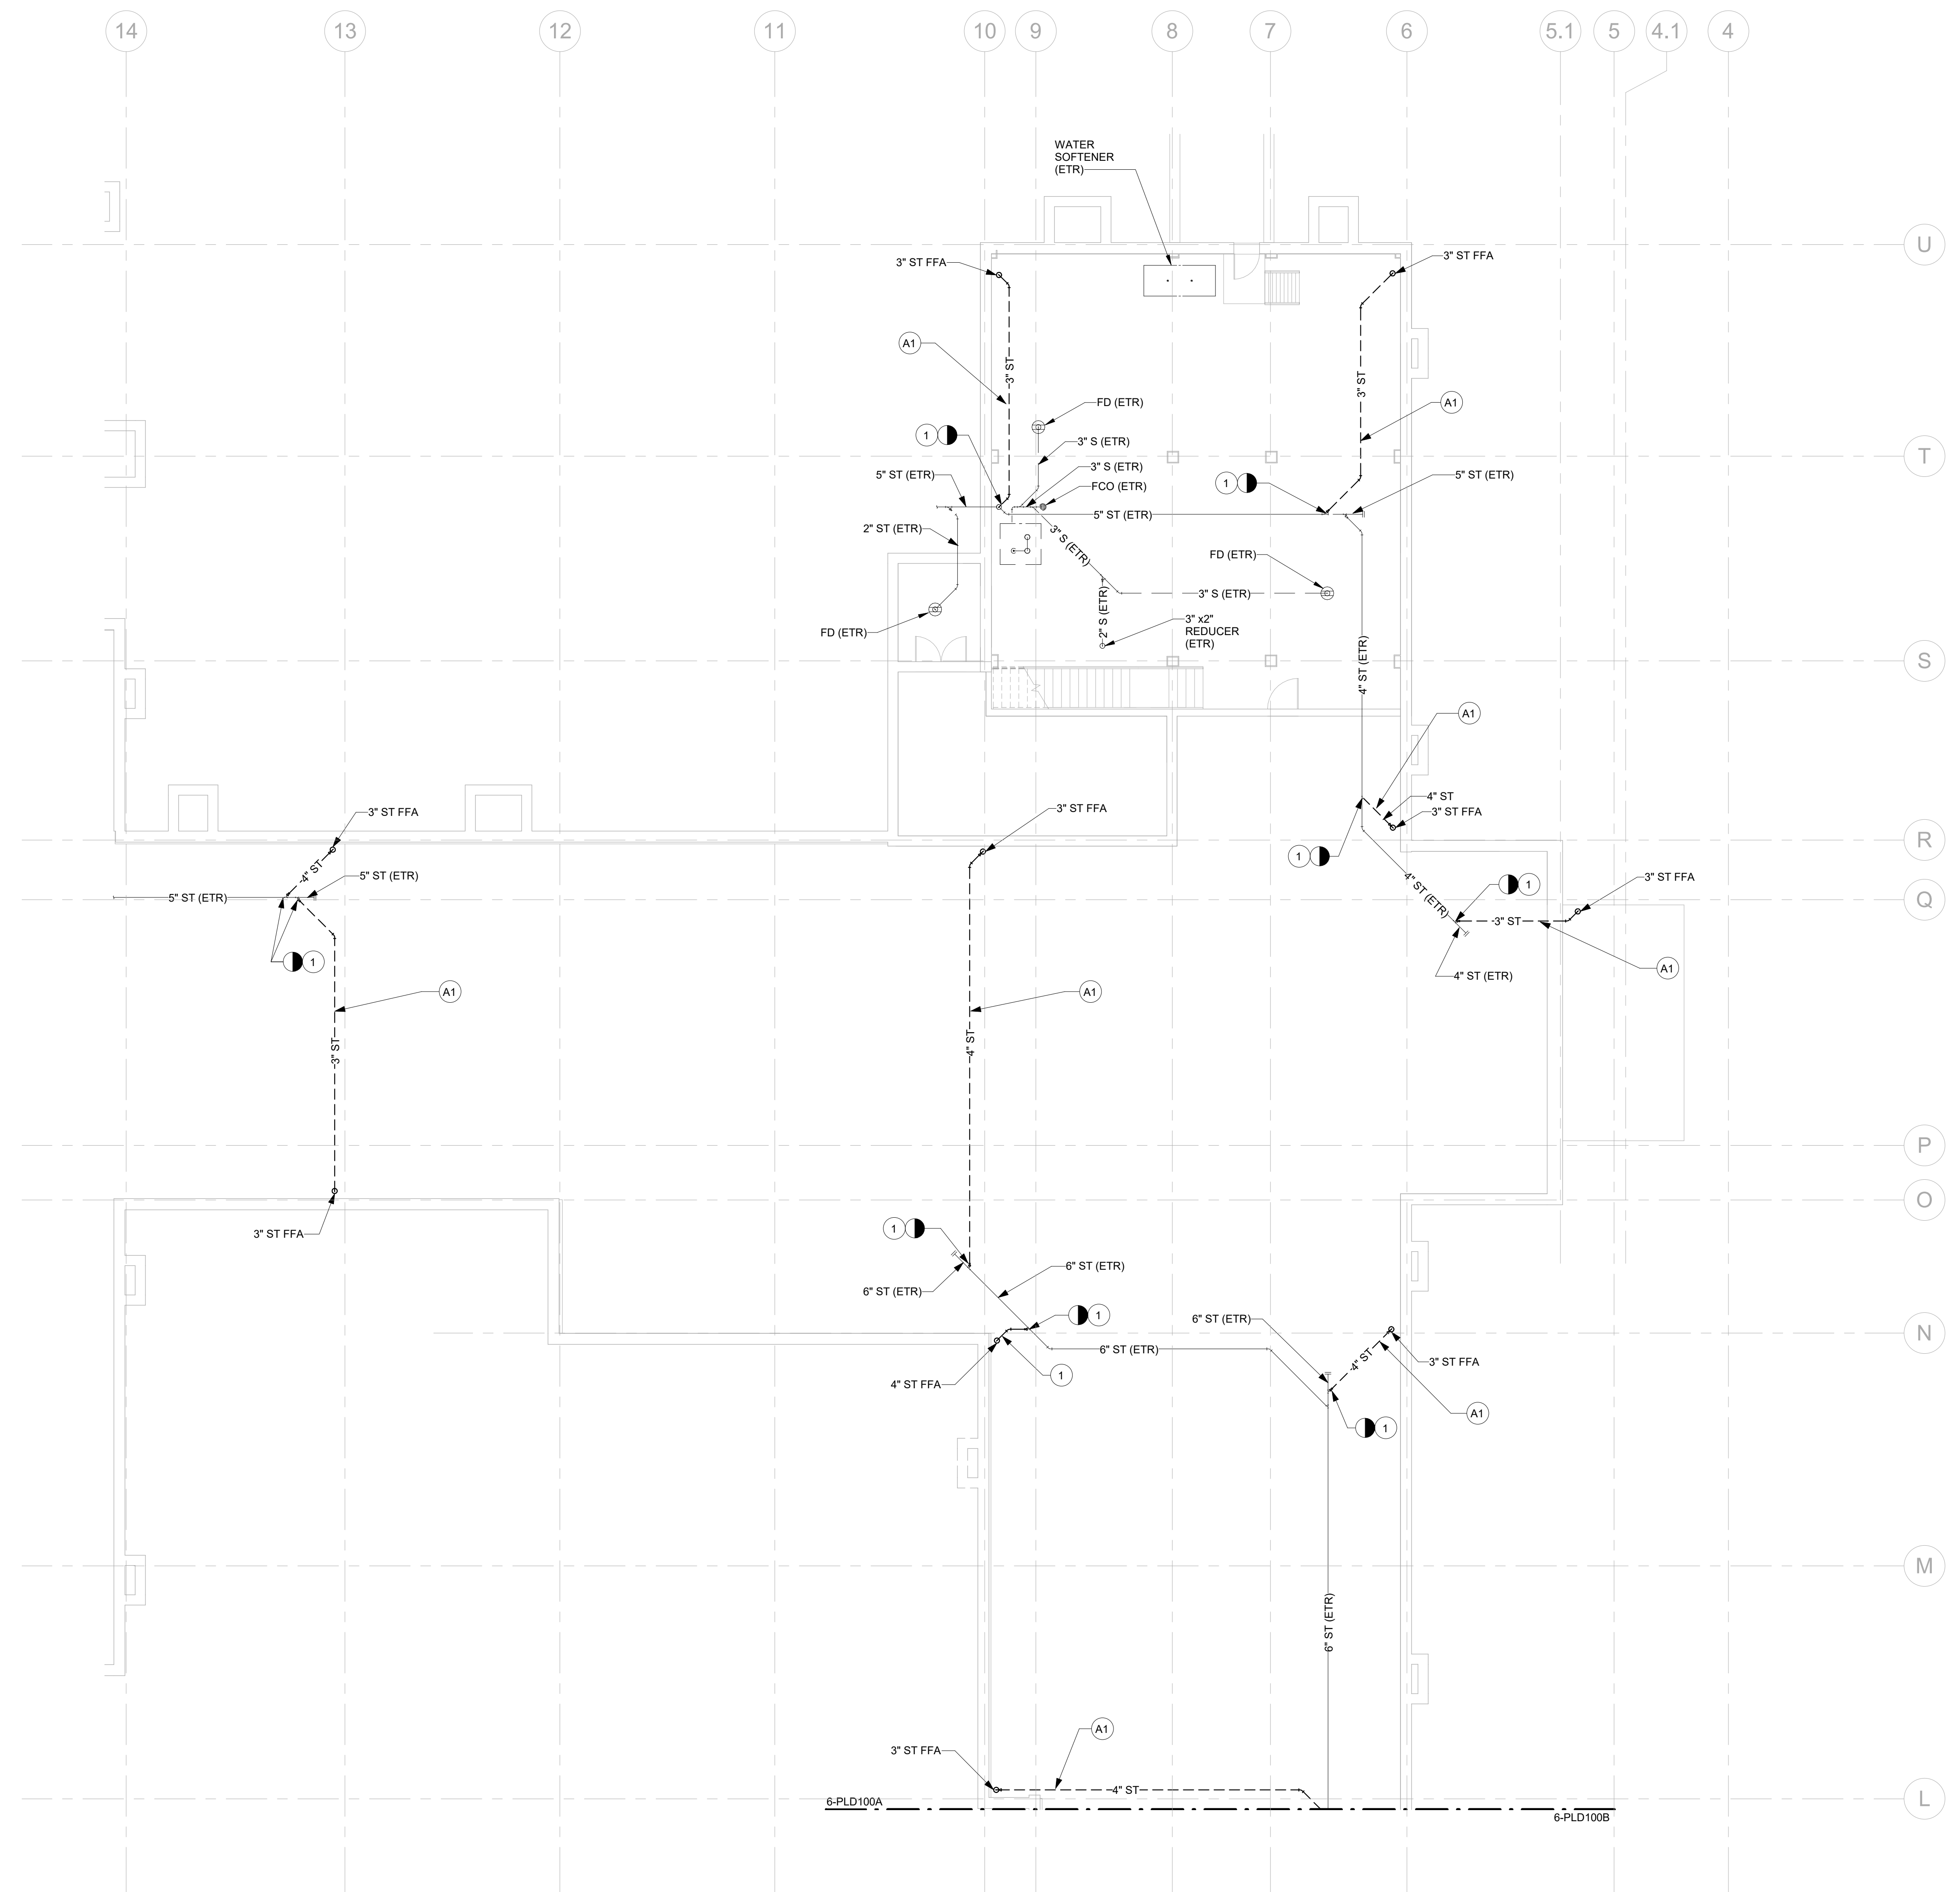 14
13
12
11
10
9
8
7
6
5.1
5
4.1
4
WATER
SOFTENER
(ETR)
U
3" ST FFA
3" ST FFA
A1
3" ST
3" ST
A1
FD (ETR)
1
3" S (ETR)
T
3" S (ETR)
5" ST (ETR)
5" ST (ETR)
1
FCO (ETR)
5" ST (ETR)
2" ST (ETR)
3" S (ETR)
FD (ETR)
3" S (ETR)
2" S (ETR)
3" x2"
REDUCER
(ETR)
FD (ETR)
S
4" ST (ETR)
A1
4" ST
3" ST FFA
3" ST FFA
3" ST FFA
R
1
4" ST
5" ST (ETR)
5" ST (ETR)
4" ST (ETR)
1
3" ST FFA
Q
3" ST
1
A1
4" ST (ETR)
A1
A1
3" ST
4" ST
P
O
3" ST FFA
1
6" ST (ETR)
6" ST (ETR)
1
6" ST (ETR)
N
6" ST (ETR)
4" ST
3" ST FFA
4" ST FFA
1
A1
1
M
6" ST (ETR)
A1
3" ST FFA
4" ST
L
6-PLD100A
6-PLD100B